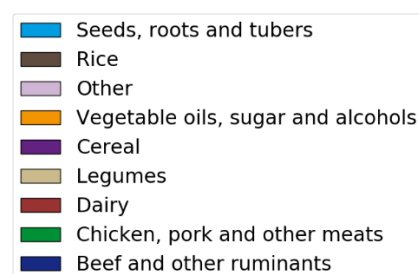 Seeds, roots and tubers
Rice
Other
Vegetable oils, sugar and alcohols
Cereal
Legumes
Dairy
Chicken, pork and other meats
Beef and other ruminants